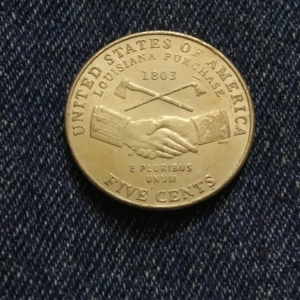 UNITED STATES OF AMERICA
LOUISIANA PURCHASE
1803
E PLURIBUS
UNUM
FIVE CENTS